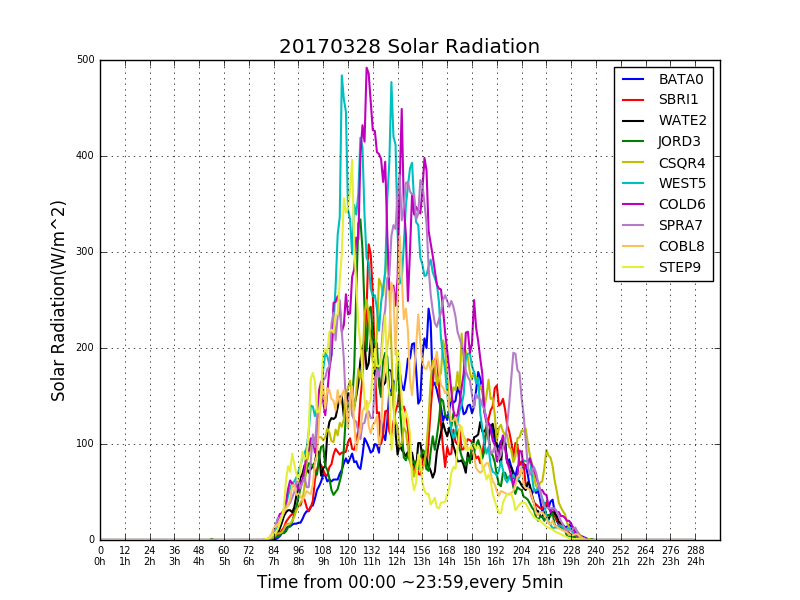 20170328 Solar Radiation
Solar Radiation(W/m^2)
500
400
300
200
100
0
BATA0
SBRI1
WATE2
JORD3
CSQR4
WEST5
COLD6
SPRA7
COBL8
STEP9
0 12 24 36 48 60 72 84 96 108 120 132 144 156 168 180 192 204 216 228 240 252 264 276 288
0h 1h 2h 3h 4h 5h 6h 7h 8h 9h 10h 11h 12h 13h 14h 15h 16h 17h 18h 19h 20h 21h 22h 23h 24h
Time from 00:00 ~23:59,every 5min